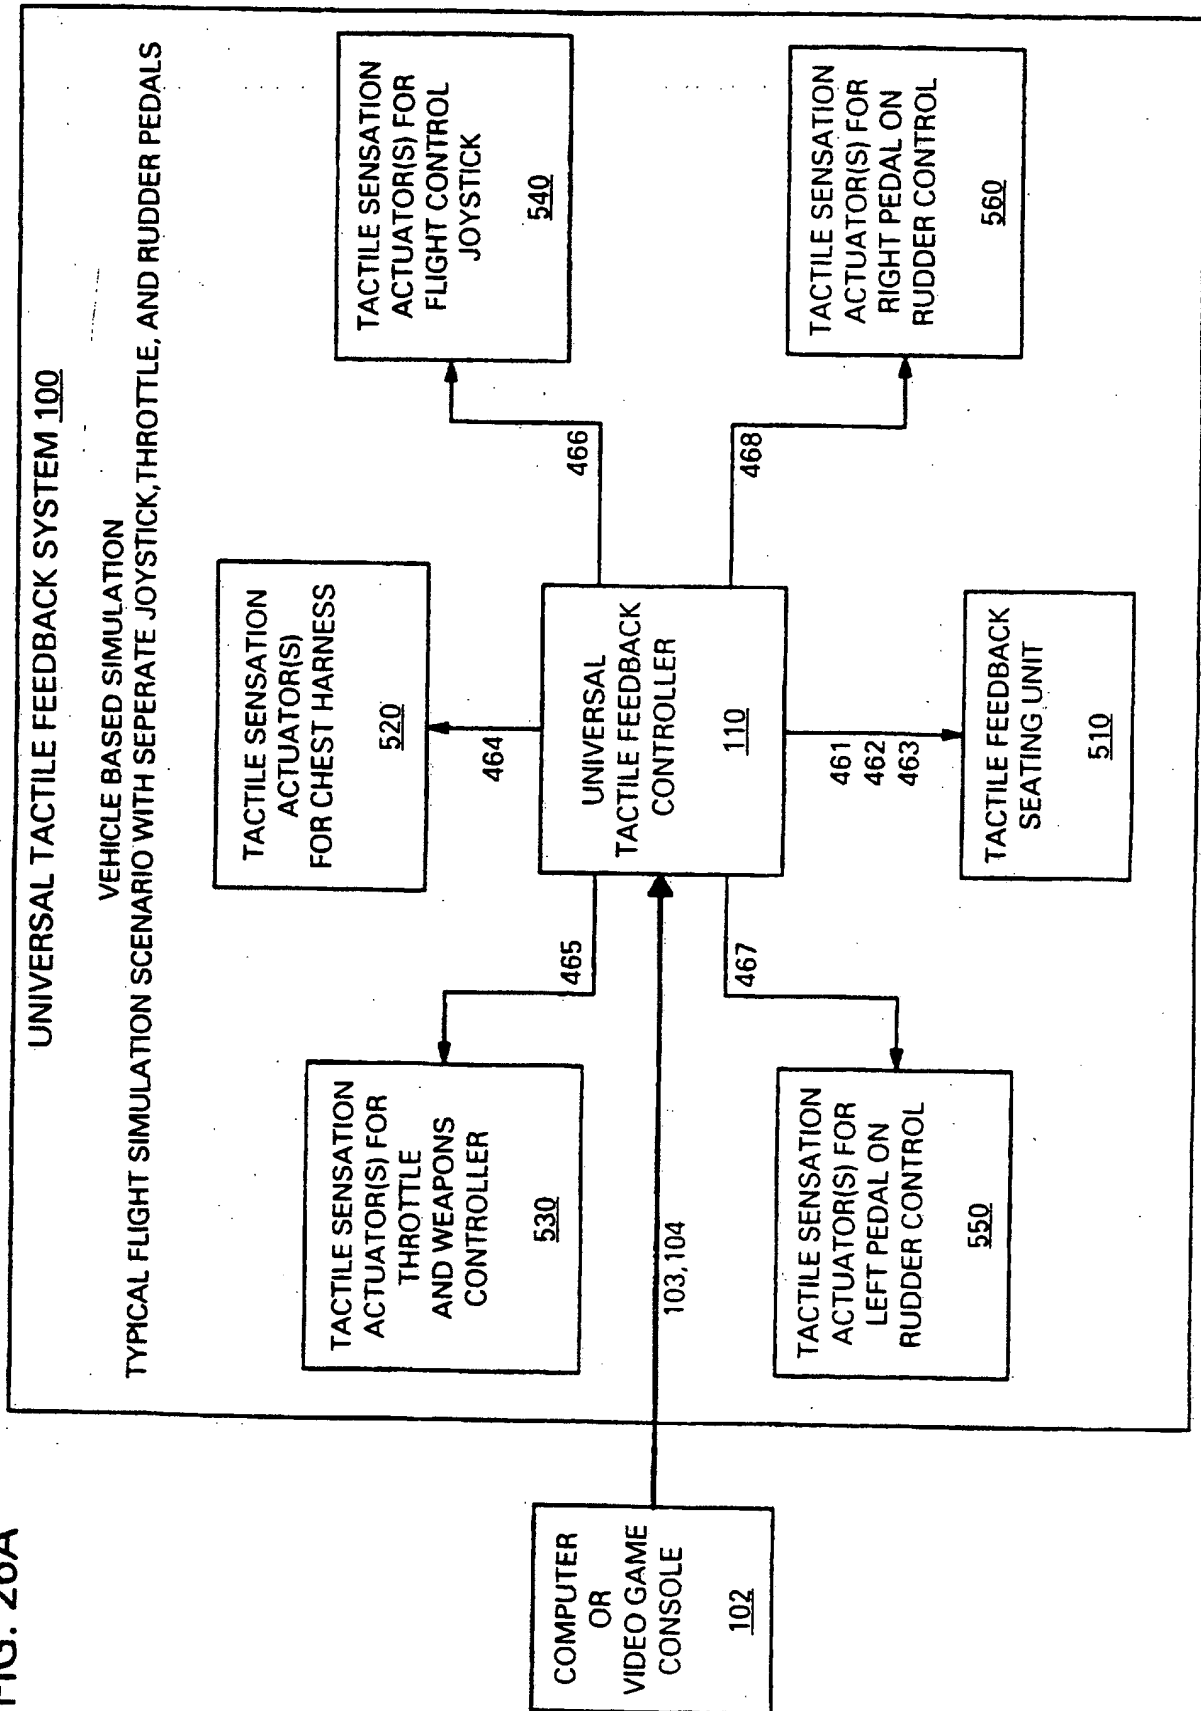 FIG. 26A
UNIVERSAL TACTILE FEEDBACK SYSTEM 100
VEHICLE BASED SIMULATION
TYPICAL FLIGHT SIMULATION SCENARIO WITH SEPERATE JOYSTICK,THROTTLE, AND RUDDER PEDALS
COMPUTER
OR
VIDEO GAME
CONSOLE
102
103, 104
TACTILE SENSATION
ACTUATOR(S) FOR
THROTTLE
AND WEAPONS
CONTROLLER
530
465
TACTILE SENSATION
ACTUATOR(S)
FOR CHEST HARNESS
520
464
TACTILE SENSATION
ACTUATOR(S) FOR
FLIGHT CONTROL
JOYSTICK
540
466
UNIVERSAL
TACTILE FEEDBACK
CONTROLLER
110
TACTILE SENSATION
ACTUATOR(S) FOR
LEFT PEDAL ON
RUDDER CONTROL
550
467
461
462
463
TACTILE FEEDBACK
SEATING UNIT
510
468
TACTILE SENSATION
ACTUATOR(S) FOR
RIGHT PEDAL ON
RUDDER CONTROL
560